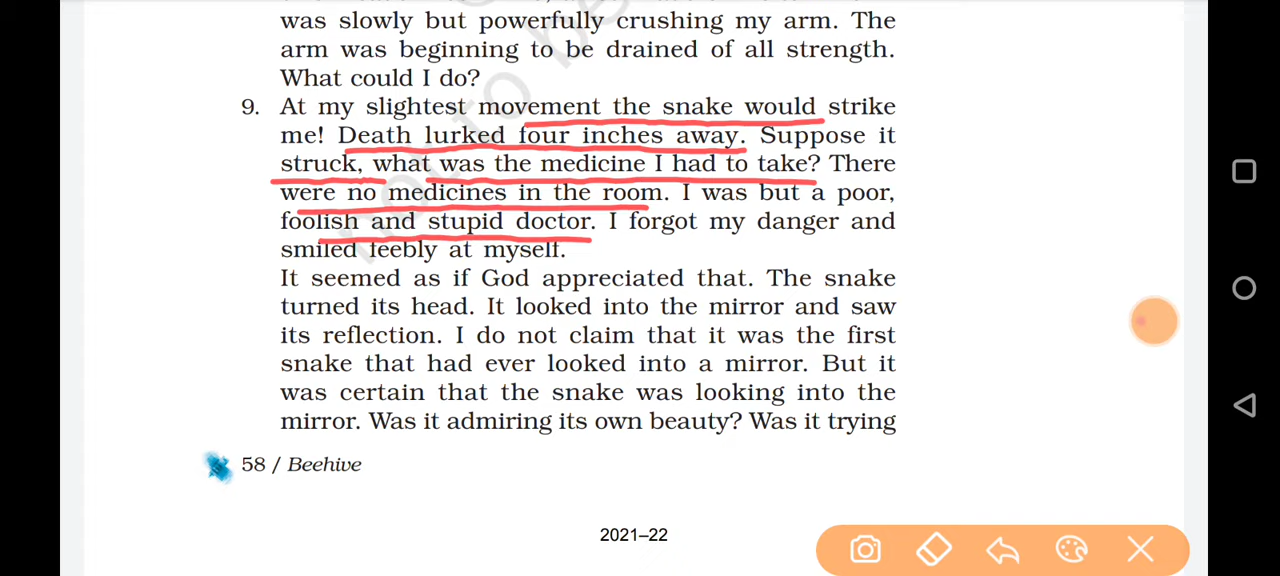 was slowly but powerfully crushing my arm. The
arm was beginning to be drained of all strength.
What could I do?
9. At my slightest movement the snake would strike
me! Death lurked four inches away. Suppose it
struck, what was the medicine I had to take? There
were no medicines in the room. I was but a poor,
foolish and stupid doctor. I forgot my danger and
smiled feebly at myself.
It seemed as if God appreciated that. The snake
turned its head. It looked into the mirror and saw
its reflection. I do not claim that it was the first
snake that had ever looked into a mirror. But it
was certain that the snake was looking into the
mirror. Was it admiring its own beauty? Was it trying
58 / Beehive
2021–22